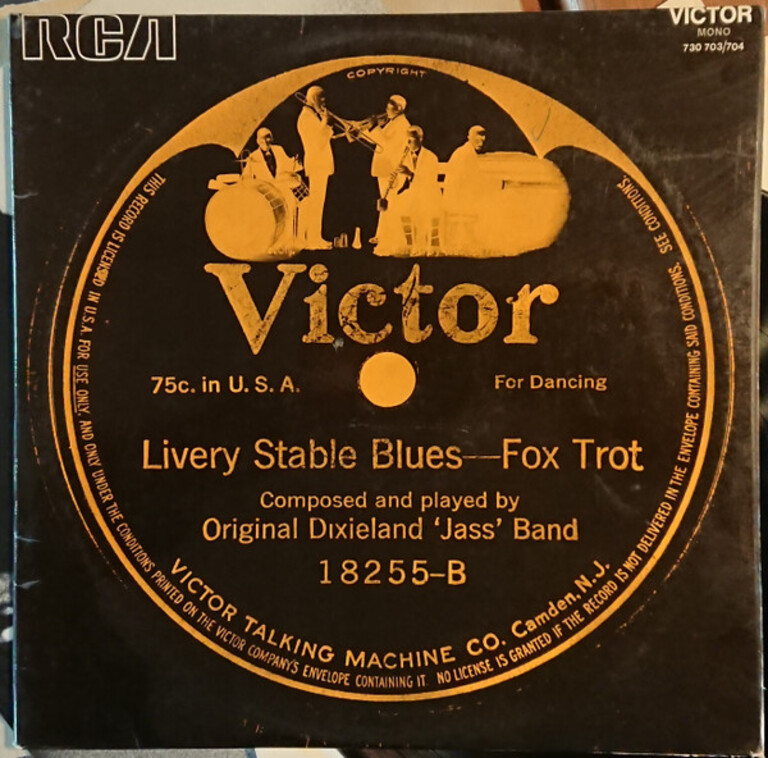 RCA
VICTOR
MONO
730 703/704
COPYRIGHT
Victor
75c. in U. S. A.
For Dancing
Livery Stable Blues—Fox Trot
Composed and played by
Original Dixieland ‘Jass’ Band
18255-B
VICTOR TALKING MACHINE CO. Camden, N.J.
THIS RECORD IS LICENSED IN U.S.A. FOR USE ONLY, AND ONLY UNDER THE CONDITIONS PRINTED ON THE VICTOR COMPANY'S ENVELOPE CONTAINING IT. NO LICENSE IS GRANTED IF THE RECORD IS NOT DELIVERED IN THE ENVELOPE CONTAINING SAID CONDITIONS. SEE CONDITIONS.